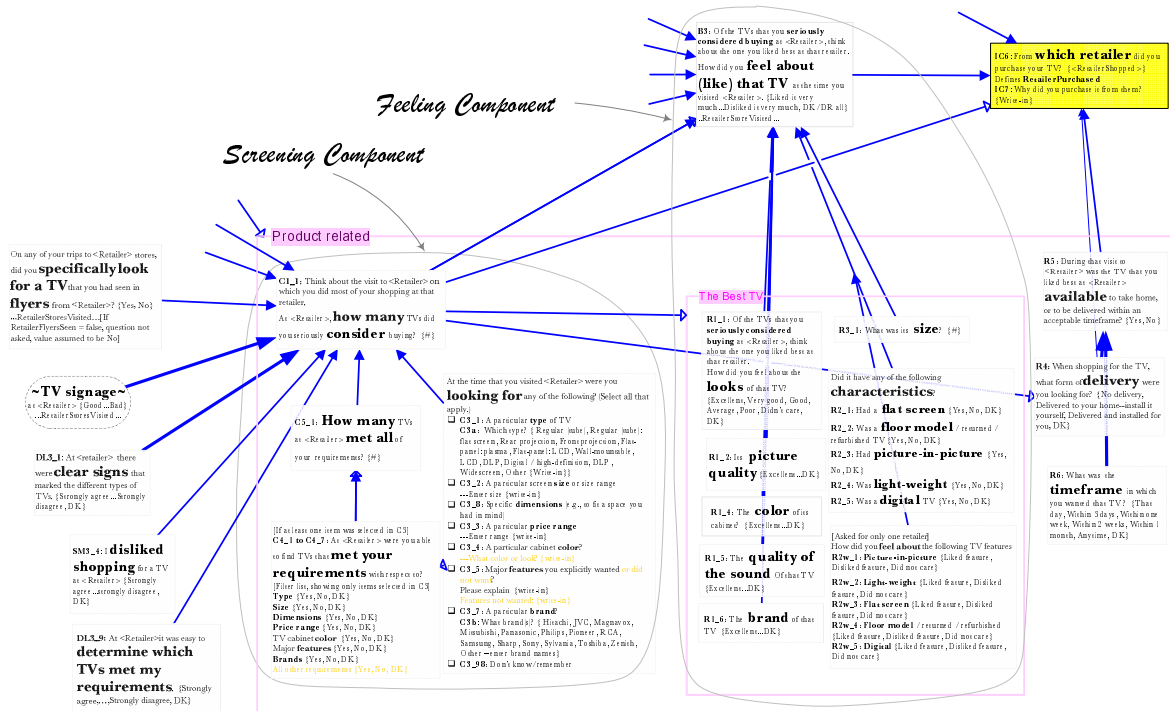 B3: Of the TVs that you seriously
considered buying at <Retailer>, think
about the one you liked best at that retailer.
How did you feel about
(like) that TV at the time you
visited <Retailer>. {Liked it very
much...Disliked it very much, DK/DR all}
...RetailerStoreVisited...
IC6: From which retailer did you
purchase your TV? {<RetailerShopped>}
Defines RetailerPurchased
IC7: Why did you purchase it from them?
{Write-in}
Feeling Component
Screening Component
Product related
On any of your trips to <Retailer> stores,
did you specifically look
for a TV that you had seen in
flyers from <Retailer>? {Yes, No}
...RetailerStoresVisited...[If
RetailerFlyersSeen = false, question not
asked, value assumed to be No]
C1_1: Think about the visit to <Retailer> on
which you did most of your shopping at that
retailer,
At <Retailer>, how many TVs did
you seriously consider buying? {#}
~TV signage~
at <Retailer> {Good...Bad}
...RetailerStoresVisited...
DL3_1: At <retailer> there
were clear signs that
marked the different types of
TVs. {Strongly agree...Strongly
disagree, DK}
SM3_4: I disliked
shopping for a TV
at <Retailer> {Strongly
agree...strongly disagree,
DK}
DL3_9: At <Retailer> it was easy to
determine which
TVs met my
requirements. {Strongly
agree,...,Strongly disagree, DK}
C5_1: How many TVs
at <Retailer> met all of
your requirements? {#}
[If at least one item was selected in C3]
C4_1 to C4_7: At <Retailer> were you able
to find TVs that met your
requirements with respect to?
[Filter list, showing only items selected in C3]
Type {Yes, No, DK}
Size {Yes, No, DK}
Dimensions {Yes, No, DK}
Price range {Yes, No, DK}
TV cabinet color {Yes, No, DK}
Major features {Yes, No, DK}
Brands {Yes, No, DK}
All other requirements {Yes, No, DK}
At the time that you visited <Retailer> were you
looking for any of the following? (Select all that
apply.)
❑ C3_1: A particular type of TV
C3a: Which type? { Regular (tube), Regular (tube):
flat screen, Rear projection, Front projection, Flat-
panel: plasma, Flat-panel: LCD, Wall-mountable,
LCD, DLP, Digital / high-definition, DLP,
Widescreen, Other {Write-in}}
❑ C3_2: A particular screen size or size range
---Enter size {write-in}
❑ C3_8: Specific dimensions (e.g., to fit a space you
had in mind)
❑ C3_3: A particular price range
---Enter range {write-in}
❑ C3_4: A particular cabinet color?
---What color or look? {write-in}
❑ C3_5: Major features you explicitly wanted or did
not want?
Please explain {write-in}
Features not wanted: {write-in}
❑ C3_7: A particular brand?
C3b: What brand(s)? { Hitachi, JVC, Magnavox,
Mitsubishi, Panasonic, Philips, Pioneer, RCA,
Samsung, Sharp, Sony, Sylvania, Toshiba, Zenith,
Other --enter brand names}
❑ C3_98: Don't know/remember
The Best TV
R1_1: Of the TVs that you
seriously considered
buying at <Retailer>, think
about the one you liked best at
that retailer.
How did you feel about the
looks of that TV?
{Excellent, Very good, Good,
Average, Poor, Didn't care,
DK}
R1_2: Its picture
quality {Excellent...DK}
R1_4: The color of its
cabinet? {Excellent...DK}
R1_5: The quality of
the sound Of that TV
{Excellent...DK}
R1_6: The brand of that
TV {Excellent...DK}
R3_1: What was its size? {#}
Did it have any of the following
characteristics?
R2_1: Had a flat screen {Yes, No, DK}
R2_2: Was a floor model / returned /
refurbished TV {Yes, No, DK}
R2_3: Had picture-in-picture {Yes,
No, DK}
R2_4: Was light-weight {Yes, No, DK}
R2_5: Was a digital TV {Yes, No, DK}
[Asked for only one retailer]
How did you feel about the following TV features
R2w_1: Picture-in-picture {Liked feature,
Disliked feature, Did not care}
R2w_2: Light-weight {Liked feature, Disliked
feature, Did not care}
R2w_3: Flat screen {Liked feature, Disliked
feature, Did not care}
R2w_4: Floor model / returned / refurbished
{Liked feature, Disliked feature, Did not care}
R2w_5: Digital {Liked feature, Disliked feature,
Did not care}
R5: During that visit to
<Retailer> was the TV that you
liked best at <Retailer>
available to take home,
or to be delivered within an
acceptable timeframe? {Yes, No}
R4: When shopping for the TV,
what form of delivery were
you looking for? {No delivery,
Delivered to your home--install it
yourself, Delivered and installed for
you, DK}
R6: What was the
timeframe in which
you wanted that TV? {That
day, Within 3 days, Within one
week, Within 2 weeks, Within 1
month, Anytime, DK}